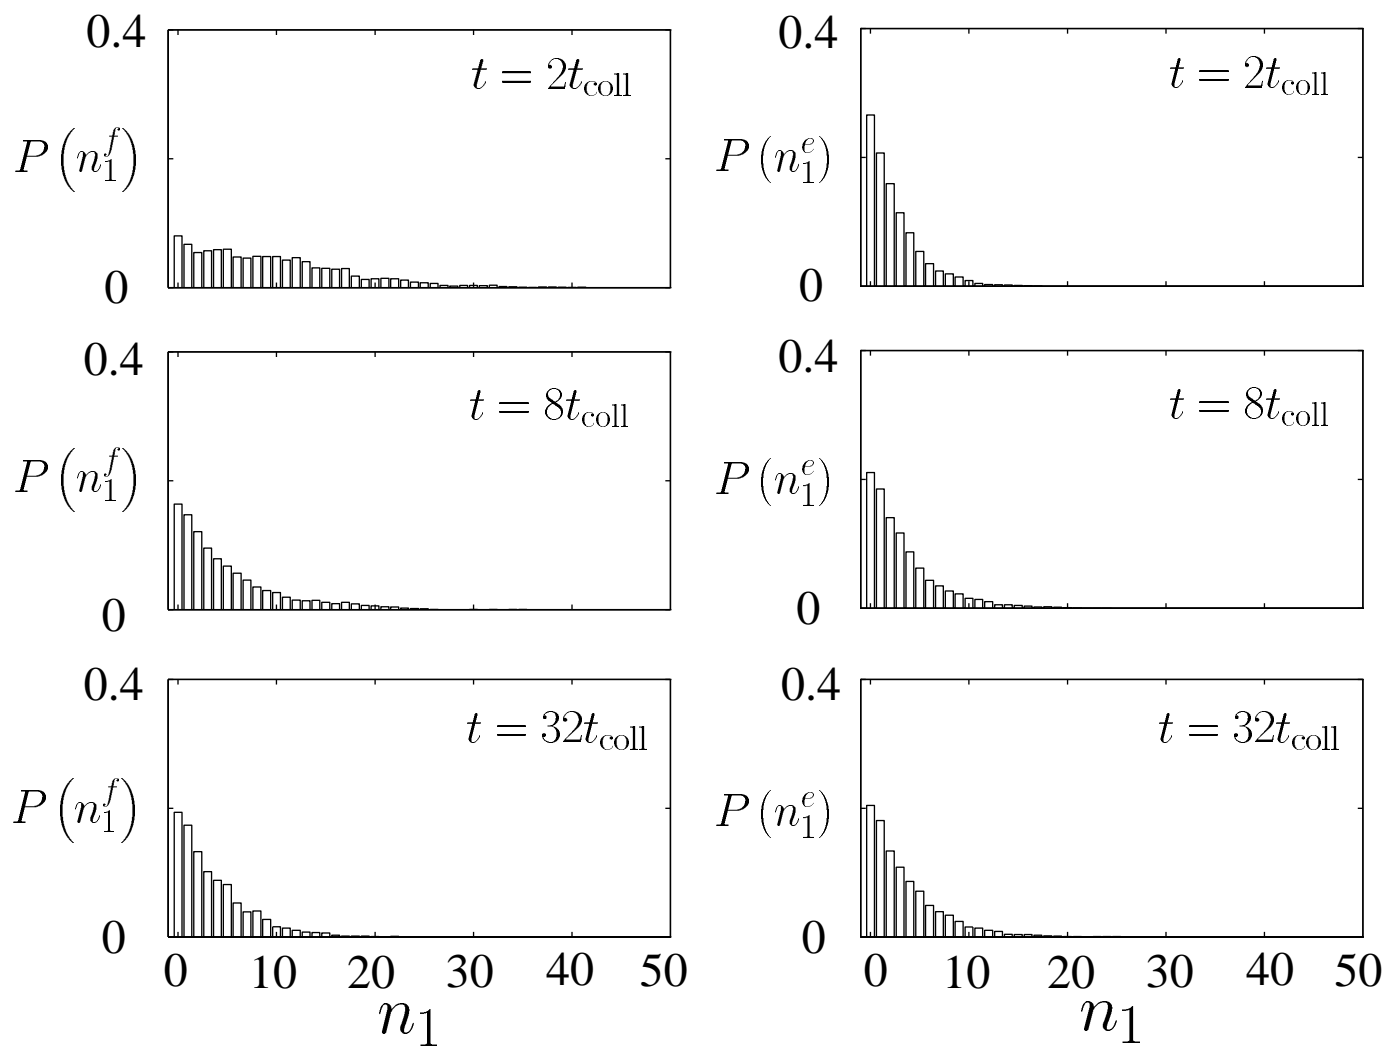 0.4
t = 2t_coll
P(n_1^f)
0
0.4
t = 2t_coll
P(n_1^e)
0
0.4
t = 8t_coll
P(n_1^f)
0
0.4
t = 8t_coll
P(n_1^e)
0
0.4
t = 32t_coll
P(n_1^f)
0
0 10 20 30 40 50
n_1
0.4
t = 32t_coll
P(n_1^e)
0
0 10 20 30 40 50
n_1